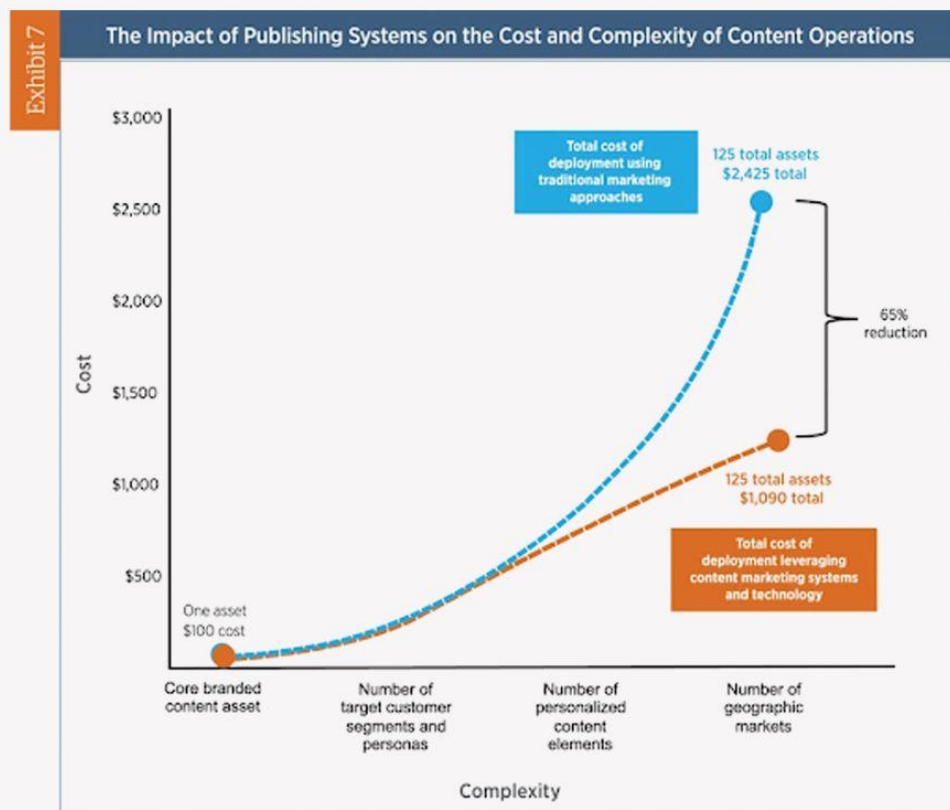 Exhibit 7
The Impact of Publishing Systems on the Cost and Complexity of Content Operations
$3,000
$2,500
$2,000
$1,500
$1,000
$500
Cost
Total cost of
deployment using
traditional marketing
approaches
125 total assets
$2,425 total
65%
reduction
125 total assets
$1,090 total
Total cost of
deployment leveraging
content marketing systems
and technology
One asset
$100 cost
Core branded
content asset
Number of
target customer
segments and
personas
Number of
personalized
content
elements
Number of
geographic
markets
Complexity